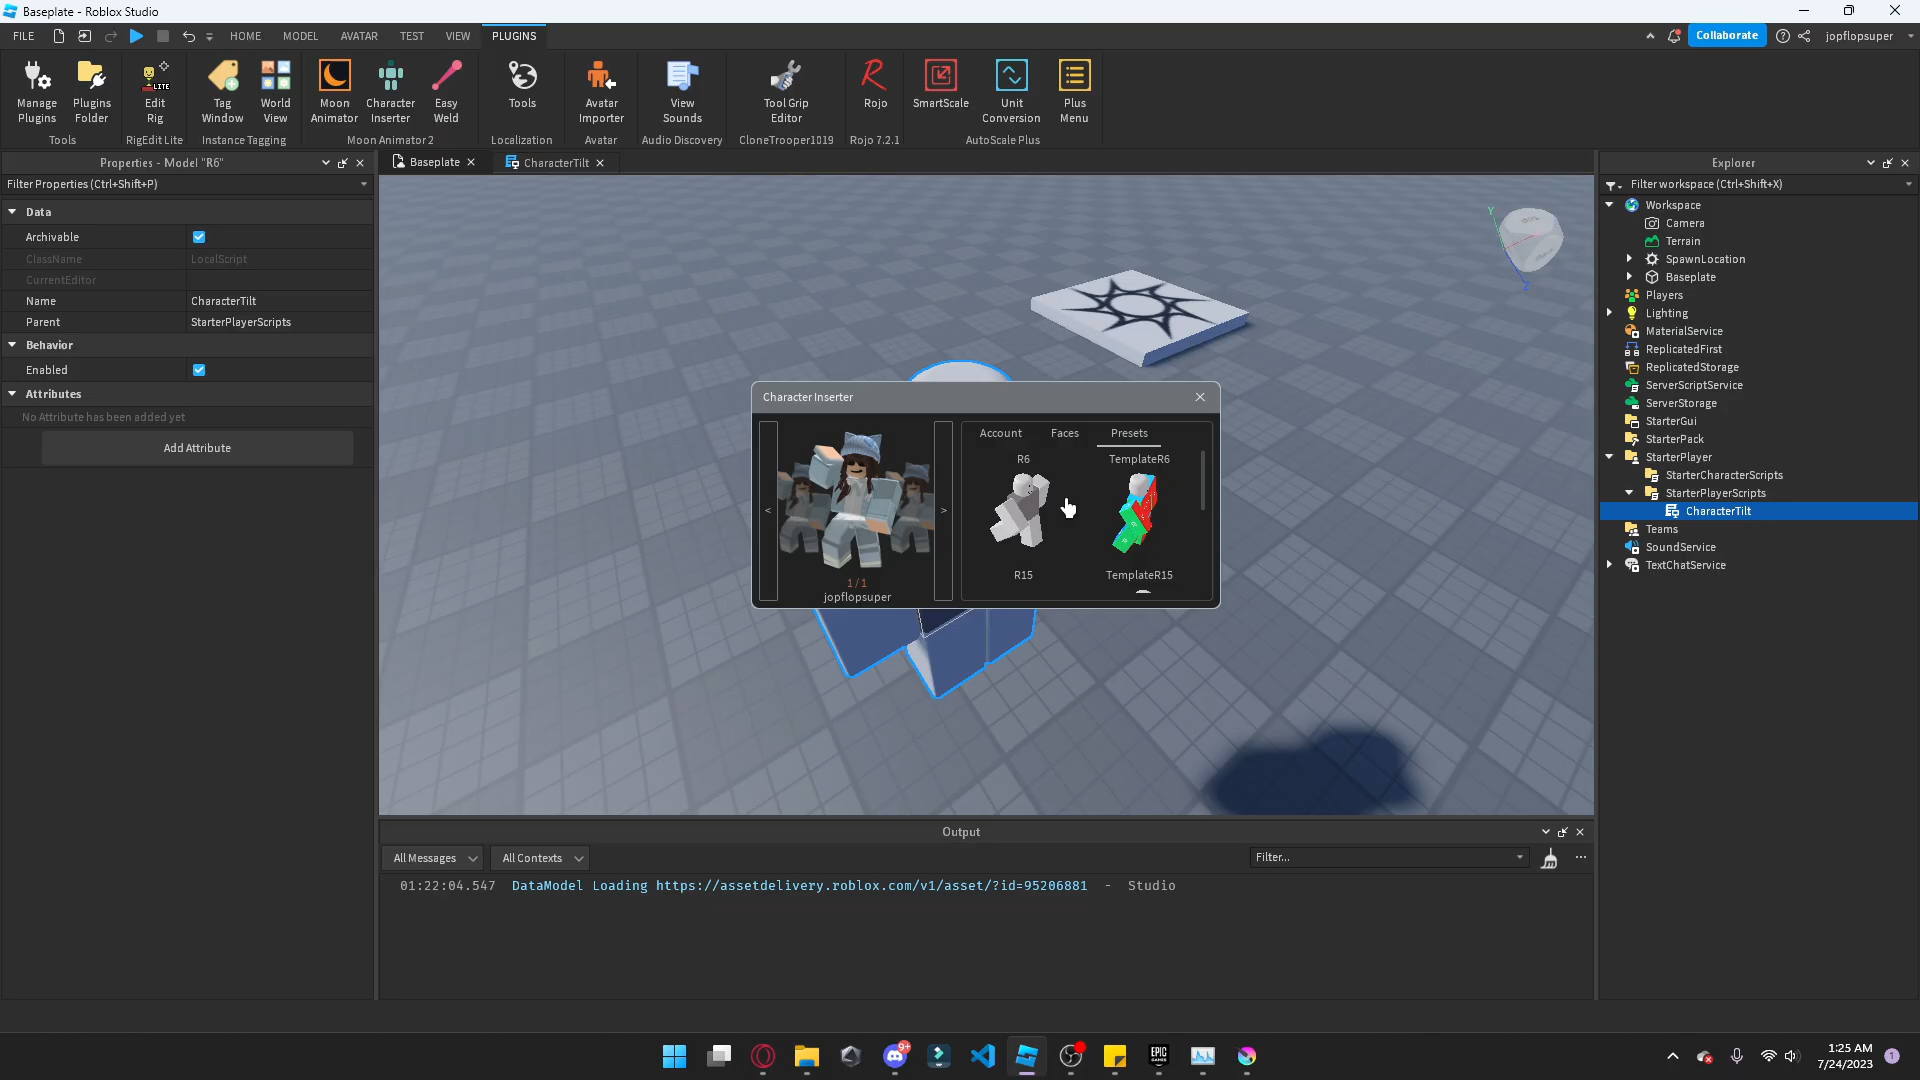 Baseplate - Roblox Studio
FILE HOME MODEL AVATAR TEST VIEW PLUGINS Collaborate jopflopsuper
Manage Plugins
Plugins Folder
Edit Rig
LITE
Tag Window
World View
Moon Animator
Character Inserter
Easy Weld
Tools
Avatar Importer
View Sounds
Tool Grip Editor
Rojo
SmartScale
Unit Conversion
Plus Menu
Tools RigEdit Lite Instance Tagging Moon Animator 2 Localization Avatar Audio Discovery CloneTrooper1019 Rojo 7.2.1 AutoScale Plus
Properties - Model "R6"
Filter Properties (Ctrl+Shift+P)
Data
Archivable
ClassName LocalScript
CurrentEditor
Name CharacterTilt
Parent StarterPlayerScripts
Behavior
Enabled
Attributes
No Attribute has been added yet
Add Attribute
Baseplate CharacterTilt
Y
Z
Character Inserter
Account Faces Presets
R6 TemplateR6
R15 TemplateR15
<
>
1/1
jopflopsuper
Output
All Messages All Contexts Filter...
01:22:04.547 DataModel Loading https://assetdelivery.roblox.com/v1/asset/?id=95206881 - Studio
Explorer
Filter workspace (Ctrl+Shift+X)
Workspace
Camera
Terrain
SpawnLocation
Baseplate
Players
Lighting
MaterialService
ReplicatedFirst
ReplicatedStorage
ServerScriptService
ServerStorage
StarterGui
StarterPack
StarterPlayer
StarterCharacterScripts
StarterPlayerScripts
CharacterTilt
Teams
SoundService
TextChatService
9+
EPIC GAMES
1:25 AM
7/24/2023
1